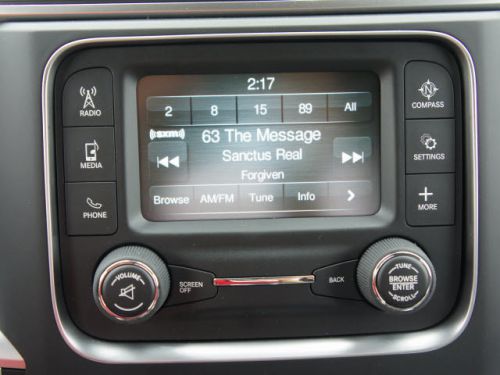 2:17
2 8 15 89 All
((sxm))
63 The Message
Sanctus Real
Forgiven
Browse AM/FM Tune Info
RADIO
MEDIA
PHONE
N
COMPASS
SETTINGS
MORE
VOLUME
SCREEN OFF
BACK
TUNE
BROWSE
ENTER
SCROLL